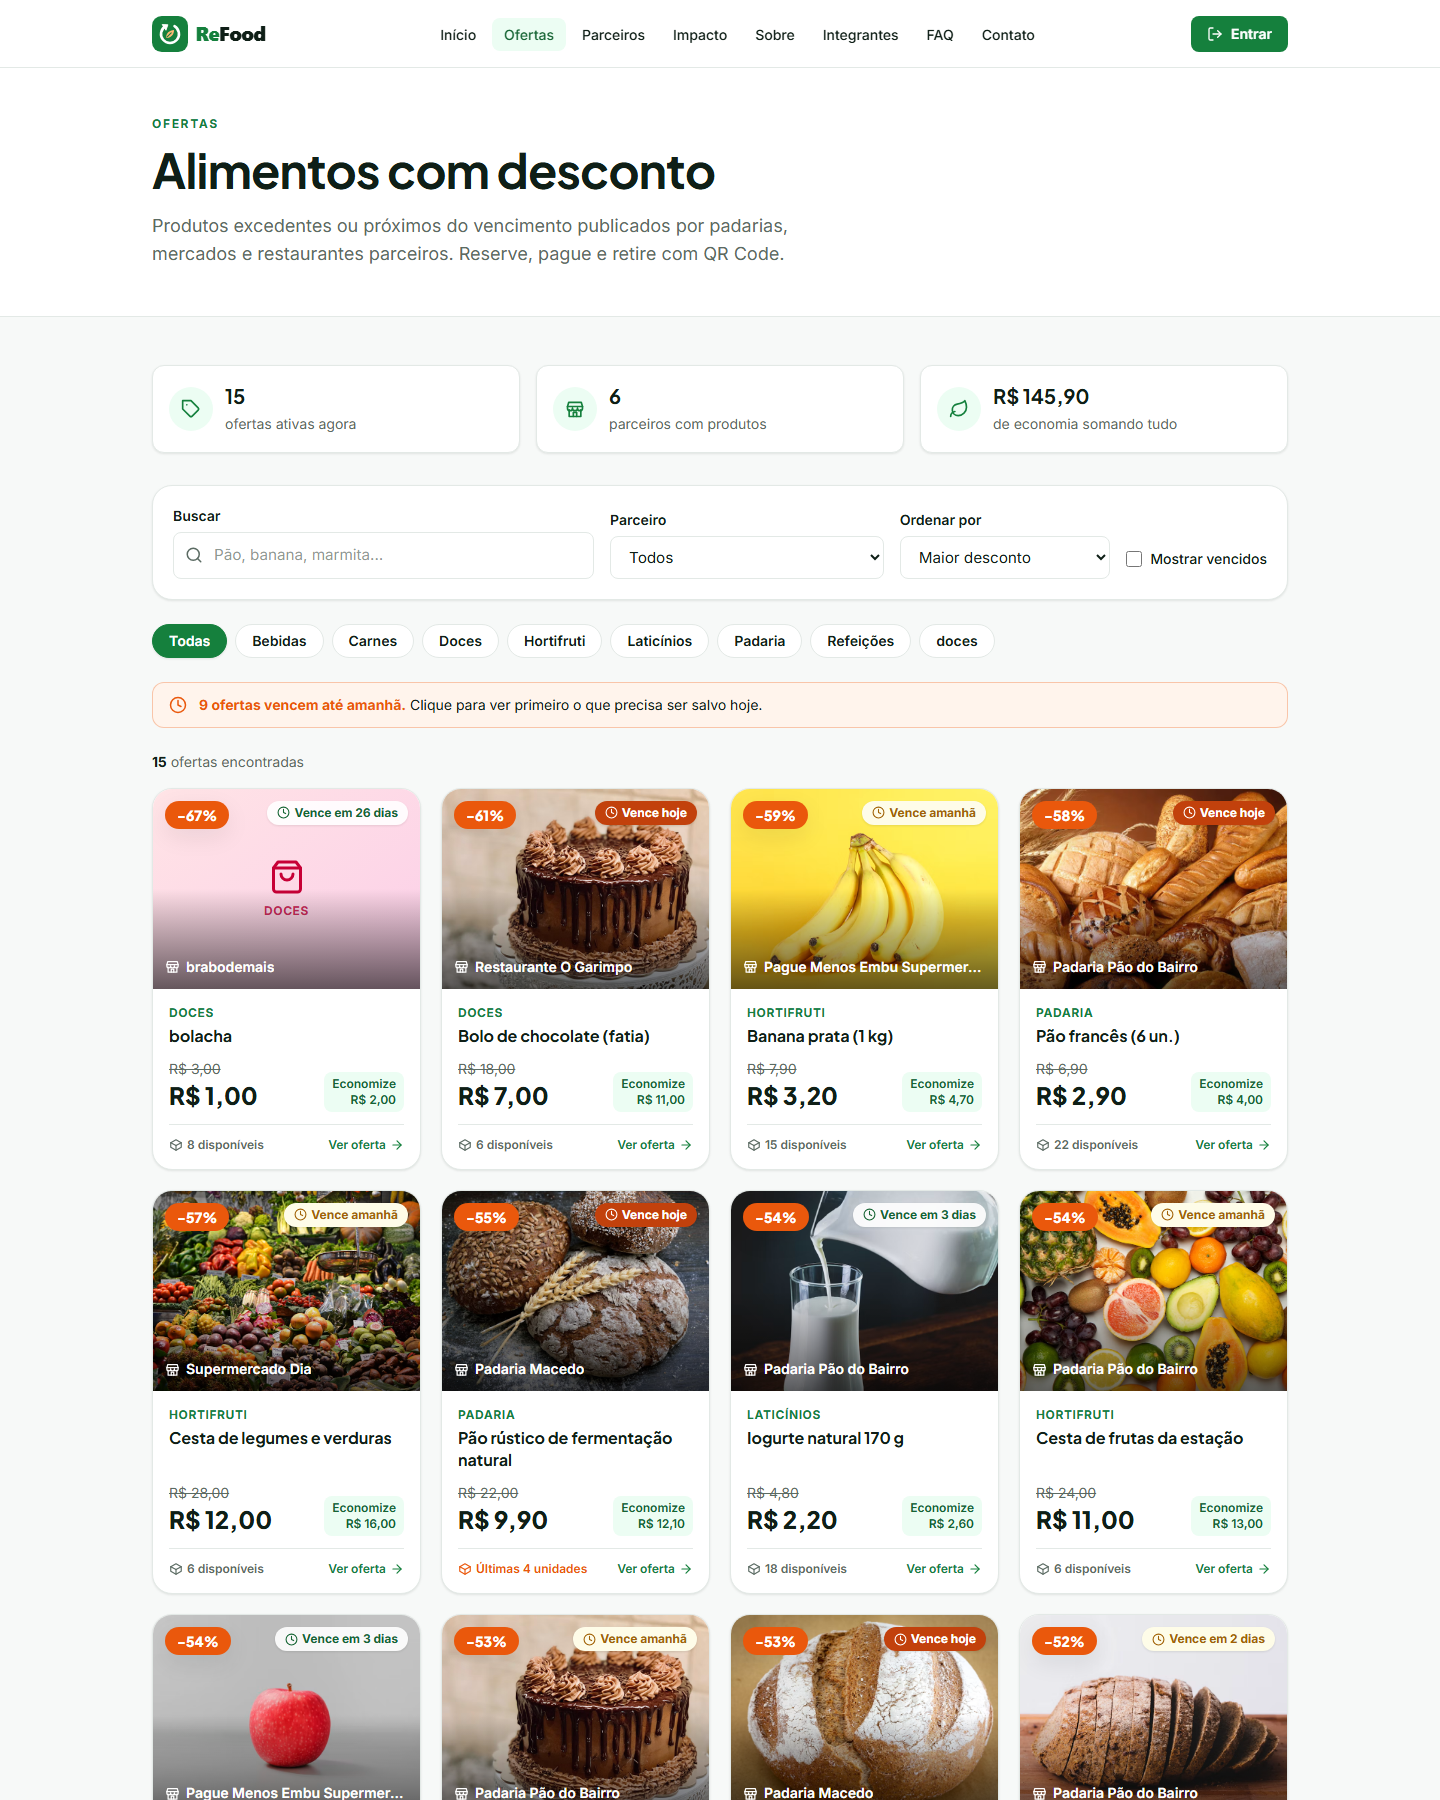 ReFood
Início
Ofertas
Parceiros
Impacto
Sobre
Integrantes
FAQ
Contato
Entrar
OFERTAS
Alimentos com desconto
Produtos excedentes ou próximos do vencimento publicados por padarias,
mercados e restaurantes parceiros. Reserve, pague e retire com QR Code.
15
ofertas ativas agora
6
parceiros com produtos
R$ 145,90
de economia somando tudo
Buscar
Pão, banana, marmita...
Parceiro
Todos
Ordenar por
Maior desconto
Mostrar vencidos
Todas
Bebidas
Carnes
Doces
Hortifruti
Laticínios
Padaria
Refeições
doces
9 ofertas vencem até amanhã. Clique para ver primeiro o que precisa ser salvo hoje.
15 ofertas encontradas
−67%
Vence em 26 dias
DOCES
brabodemais
DOCES
bolacha
R$ 3,00
R$ 1,00
Economize
R$ 2,00
8 disponíveis
Ver oferta
−61%
Vence hoje
Restaurante O Garimpo
DOCES
Bolo de chocolate (fatia)
R$ 18,00
R$ 7,00
Economize
R$ 11,00
6 disponíveis
Ver oferta
−59%
Vence amanhã
Pague Menos Embu Supermer...
HORTIFRUTI
Banana prata (1 kg)
R$ 7,90
R$ 3,20
Economize
R$ 4,70
15 disponíveis
Ver oferta
−58%
Vence hoje
Padaria Pão do Bairro
PADARIA
Pão francês (6 un.)
R$ 6,90
R$ 2,90
Economize
R$ 4,00
22 disponíveis
Ver oferta
−57%
Vence amanhã
Supermercado Dia
HORTIFRUTI
Cesta de legumes e verduras
R$ 28,00
R$ 12,00
Economize
R$ 16,00
6 disponíveis
Ver oferta
−55%
Vence hoje
Padaria Macedo
PADARIA
Pão rústico de fermentação
natural
R$ 22,00
R$ 9,90
Economize
R$ 12,10
Últimas 4 unidades
Ver oferta
−54%
Vence em 3 dias
Padaria Pão do Bairro
LATICÍNIOS
Iogurte natural 170 g
R$ 4,80
R$ 2,20
Economize
R$ 2,60
18 disponíveis
Ver oferta
−54%
Vence amanhã
Padaria Pão do Bairro
HORTIFRUTI
Cesta de frutas da estação
R$ 24,00
R$ 11,00
Economize
R$ 13,00
6 disponíveis
Ver oferta
−54%
Vence em 3 dias
Pague Menos Embu Supermer...
−53%
Vence amanhã
Padaria Pão do Bairro
−53%
Vence hoje
Padaria Macedo
−52%
Vence em 2 dias
Padaria Pão do Bairro